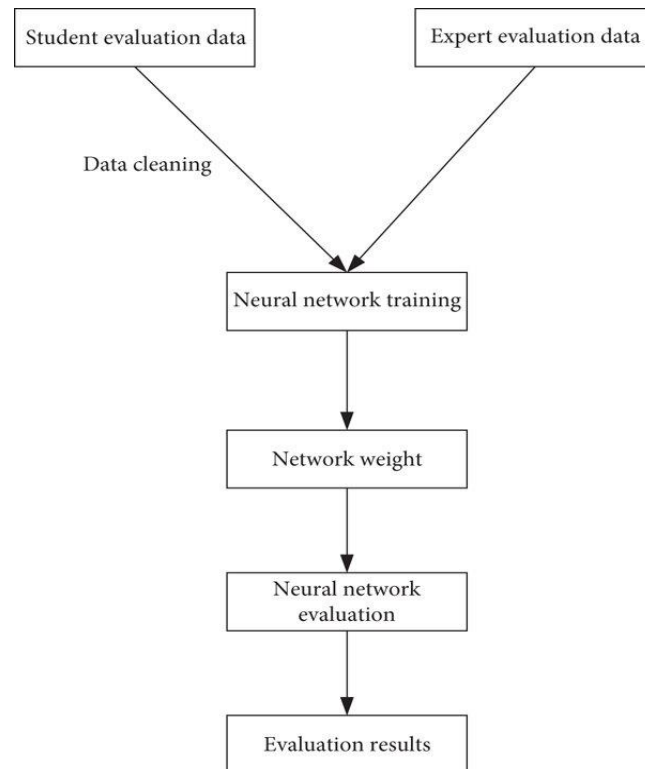 Student evaluation data
Expert evaluation data
Data cleaning
Neural network training
Network weight
Neural network
evaluation
Evaluation results